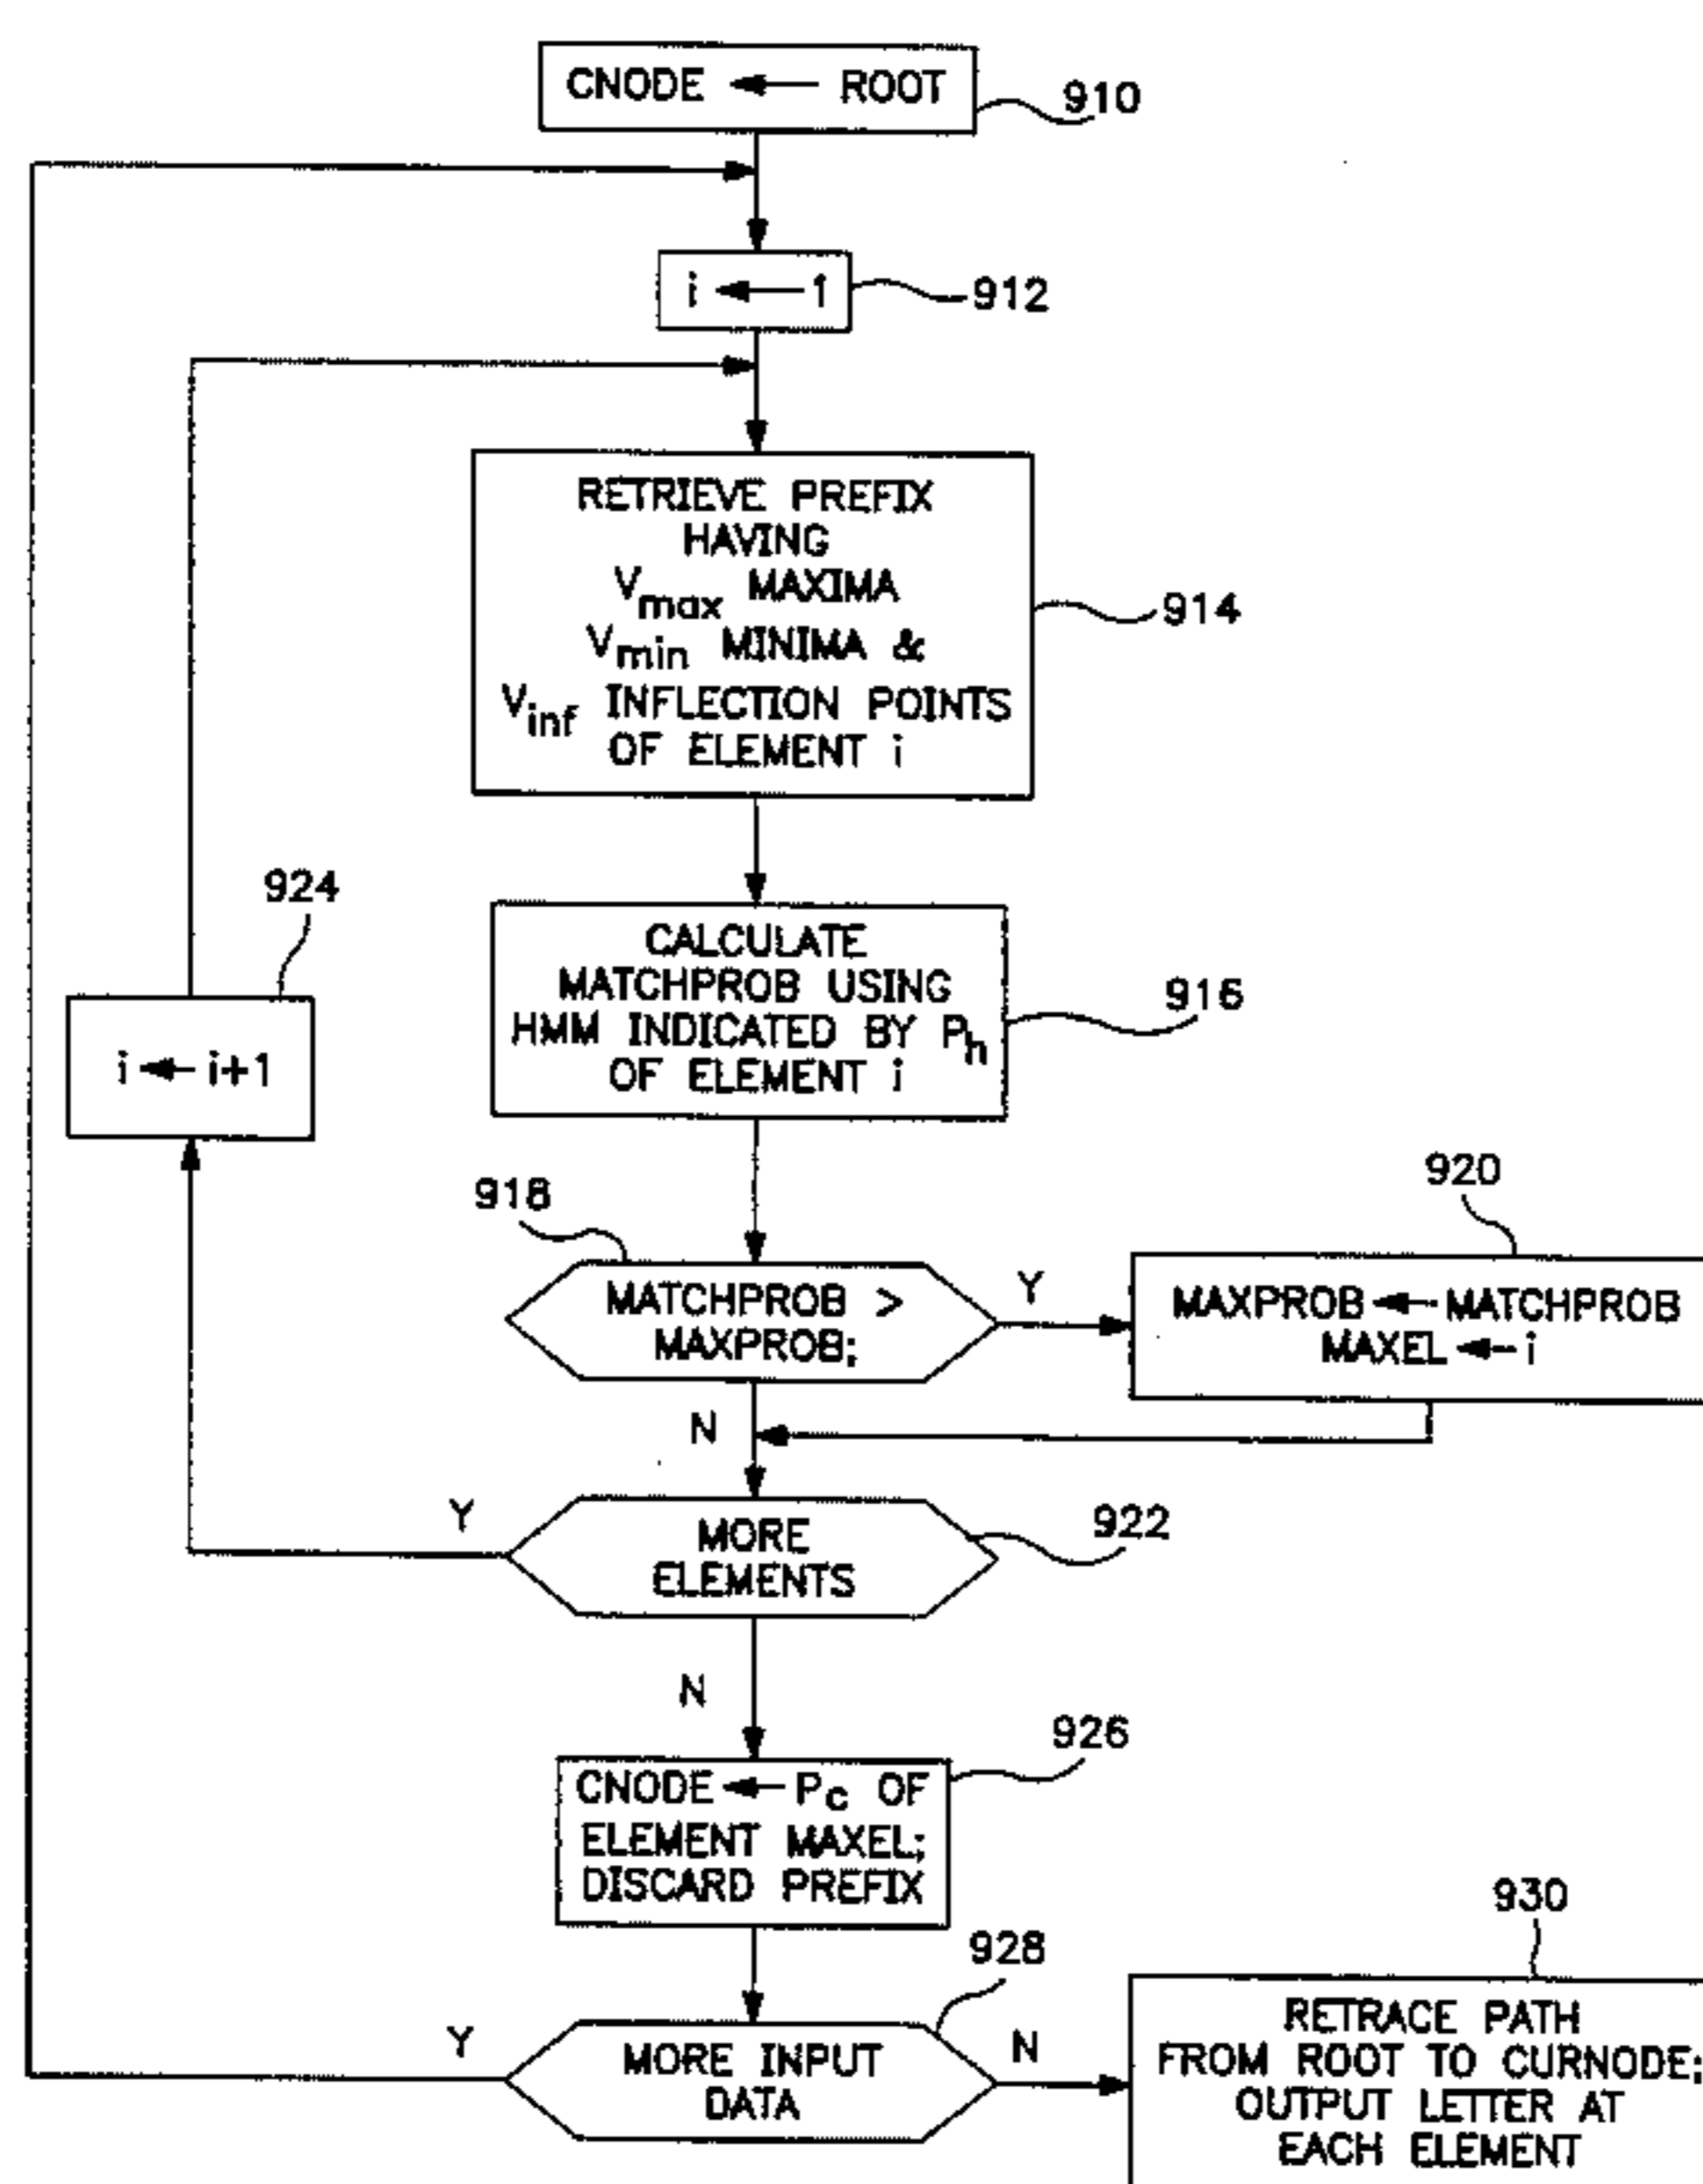 CNODE ← ROOT
910
i ← 1
912
RETRIEVE PREFIX
HAVING
Vmax MAXIMA
Vmin MINIMA &
Vinf INFLECTION POINTS
OF ELEMENT i
914
924
i ← i+1
CALCULATE
MATCHPROB USING
HMM INDICATED BY Ph
OF ELEMENT i
916
918
MATCHPROB >
MAXPROB;
Y
N
920
MAXPROB ← MATCHPROB
MAXEL ← i
Y
MORE
ELEMENTS
922
N
926
CNODE ← Pc OF
ELEMENT MAXEL;
DISCARD PREFIX
928
Y
MORE INPUT
DATA
N
930
RETRACE PATH
FROM ROOT TO CURNODE;
OUTPUT LETTER AT
EACH ELEMENT